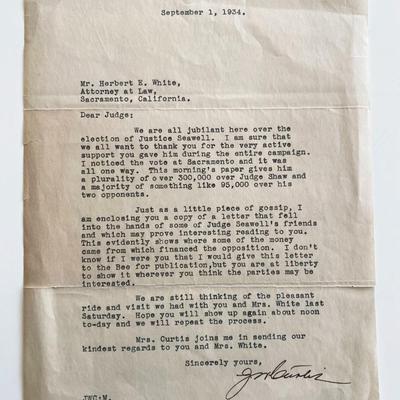 September 1, 1934.
Mr. Herbert E. White,
Attorney at Law,
Sacramento, California.
Dear Judge:
We are all jubilant here over the
election of Justice Seawell. I am sure that
we all want to thank you for the very active
support you gave him during the entire campaign.
I noticed the vote at Sacramento and it was
all one way. This morning's paper give him
a plurality of over 300,000 over Judge Shaw and
a majority of something like 95,000 over his
two opponents.
Just as a little piece of gossip, I
am enclosing you a copy of a letter that fell
into the hands of some of Judge Seawell's friends
and which may prove interesting reading to you.
This evidently shows where some of the money
came from which financed the opposition. I don't
know if I were you that I would give this letter
to the Bee for publication,but you are at liberty
to show it wherever you think the parties may be
interested.
We are still thinking of the pleasant
ride and visit we had with you and Mrs. White last
Saturday. Hope you will show up again about noon
to-day and we will repeat the process.
Mrs. Curtis joins me in sending our
kindest regards to you and Mrs. White.
Sincerely yours,
JWCurtis
JWC:M.